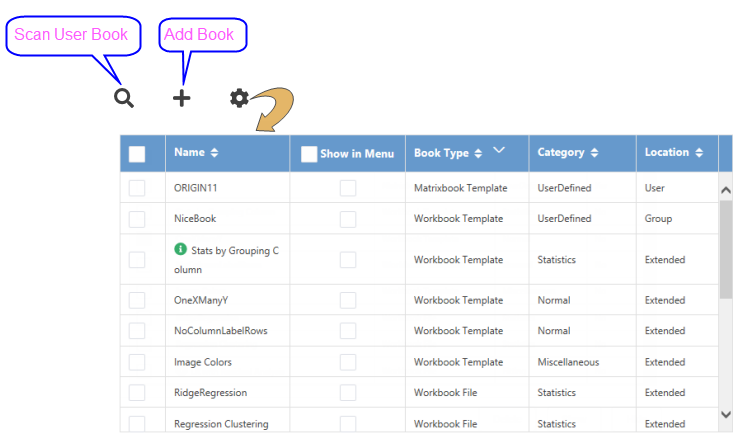 Scan User Book
Add Book
Name Show in Menu Book Type Category Location
ORIGIN11 Matrixbook Template UserDefined User
NiceBook Workbook Template UserDefined Group
Stats by Grouping C
olumn Workbook Template Statistics Extended
OneXManyY Workbook Template Normal Extended
NoColumnLabelRows Workbook Template Normal Extended
Image Colors Workbook Template Miscellaneous Extended
RidgeRegression Workbook File Statistics Extended
Regression Clustering Workbook File Statistics Extended